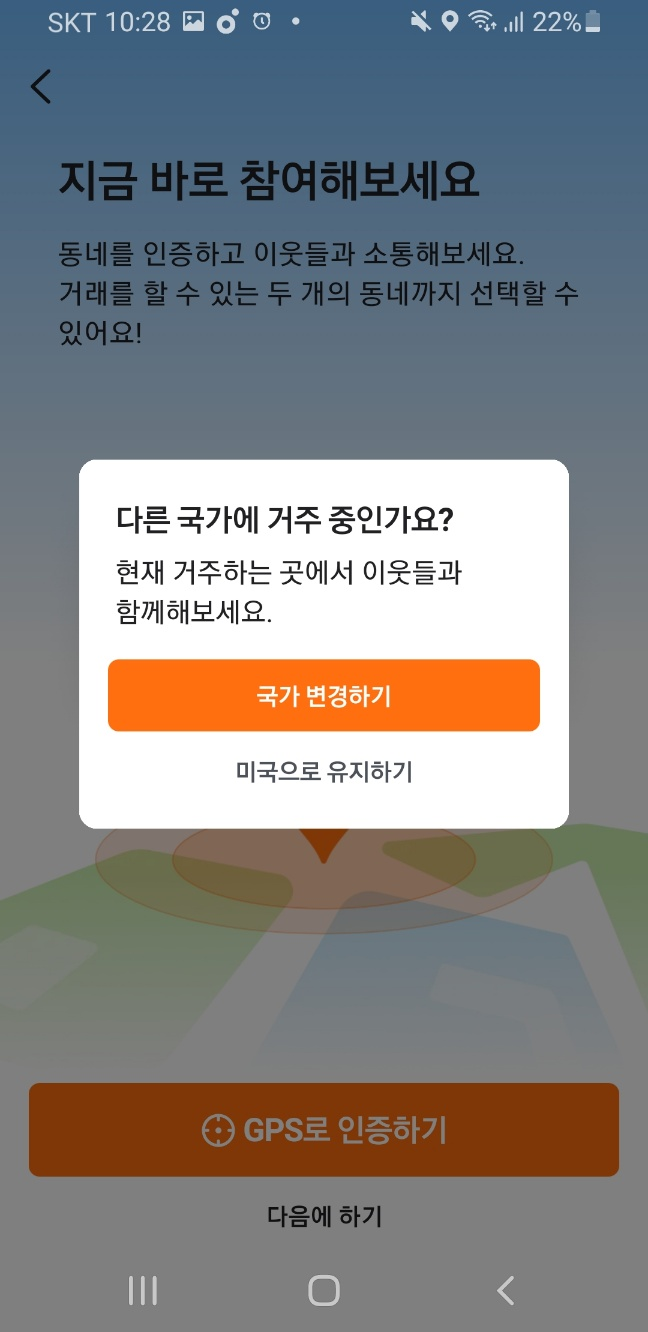 SKT 10:28 22%
지금 바로 참여해보세요
동네를 인증하고 이웃들과 소통해보세요.
거래를 할 수 있는 두 개의 동네까지 선택할 수
있어요!
다른 국가에 거주 중인가요?
현재 거주하는 곳에서 이웃들과
함께해보세요.
국가 변경하기
미국으로 유지하기
GPS로 인증하기
다음에 하기